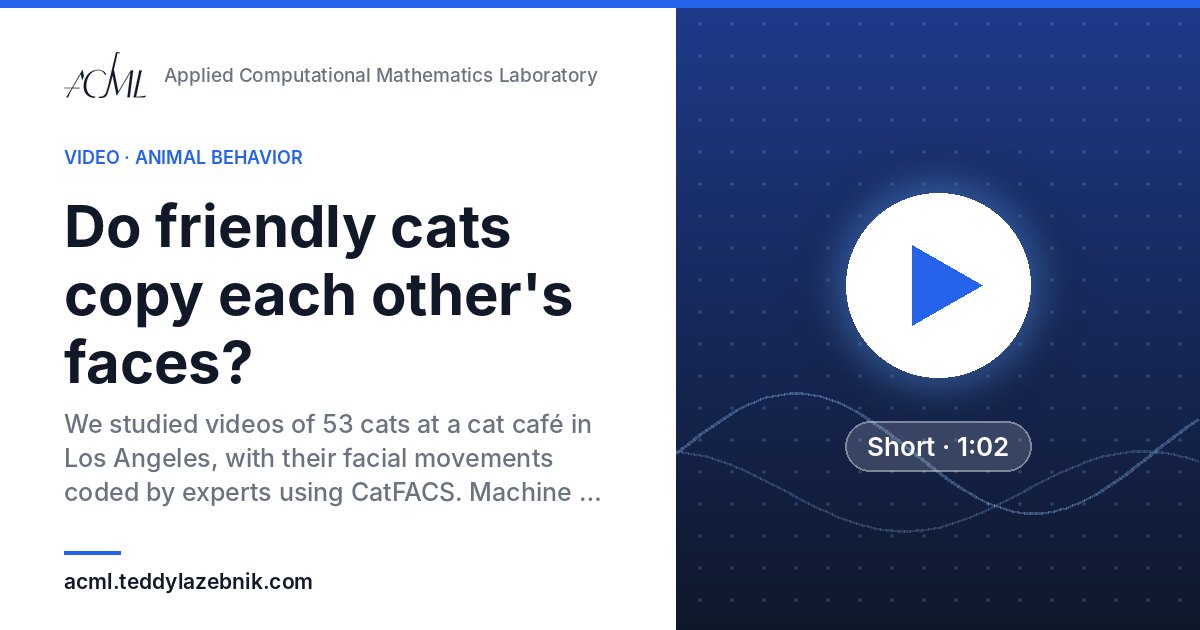 ACML Applied Computational Mathematics Laboratory
VIDEO · ANIMAL BEHAVIOR
Do friendly cats
copy each other's
faces?
We studied videos of 53 cats at a cat café in
Los Angeles, with their facial movements
coded by experts using CatFACS. Machine ...
acml.teddylazebnik.com
Short · 1:02